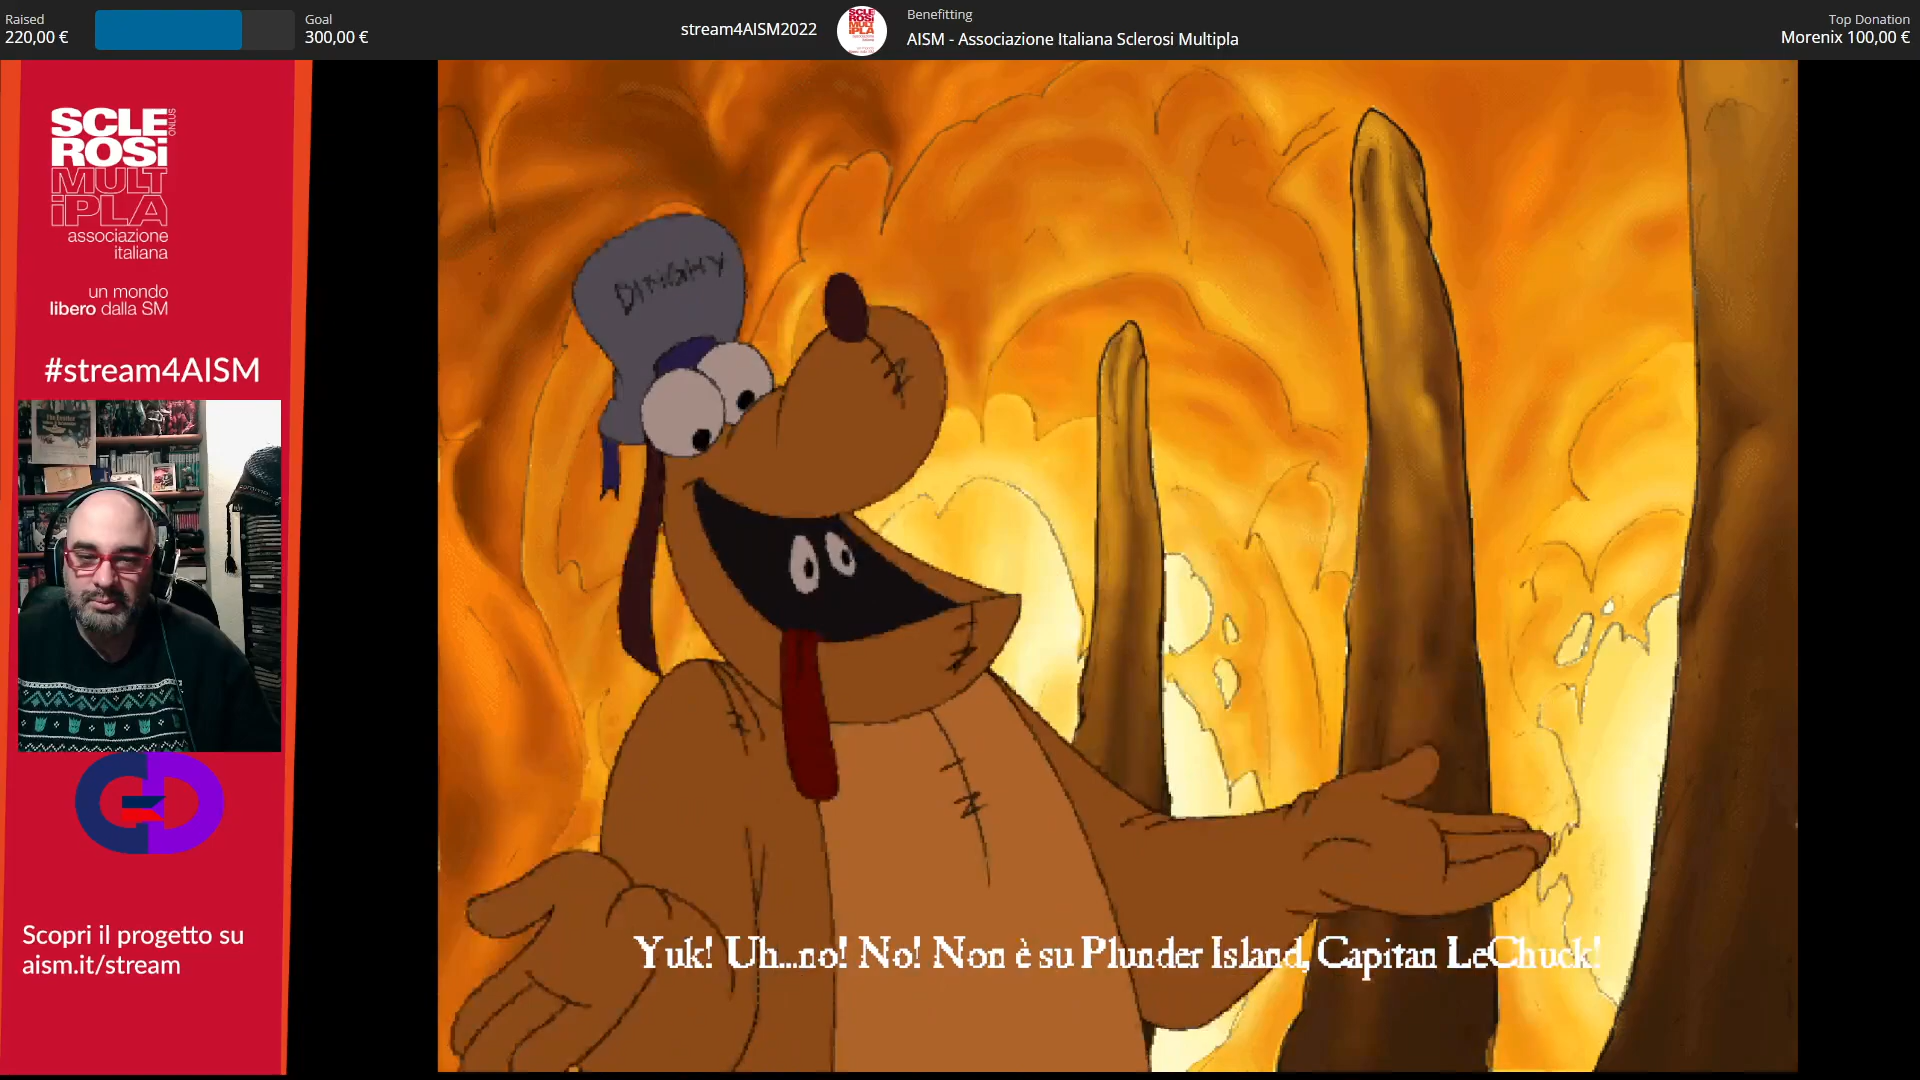 Raised
220,00 €
Goal
300,00 €
stream4AISM2022
Benefitting
AISM - Associazione Italiana Sclerosi Multipla
Top Donation
Morenix 100,00 €
SCLE
ROSi
MULT
iPLA
ONLUS
associazione
italiana
un mondo
libero dalla SM
#stream4AISM
Scopri il progetto su
aism.it/stream
DINGHY
Yuk! Uh...no! No! Non è su Plunder Island, Capitan LeChuck!